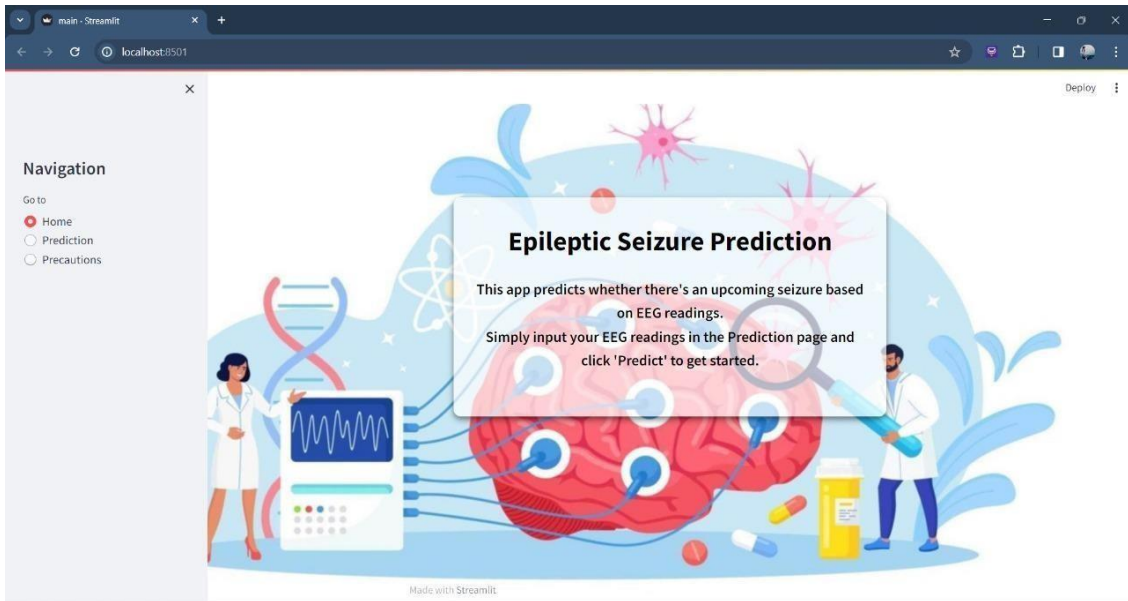 main - Streamlit
localhost:8501
Deploy
Navigation
Go to
Home
Prediction
Precautions
Epileptic Seizure Prediction
This app predicts whether there's an upcoming seizure based
on EEG readings.
Simply input your EEG readings in the Prediction page and
click 'Predict' to get started.
Made with Streamlit